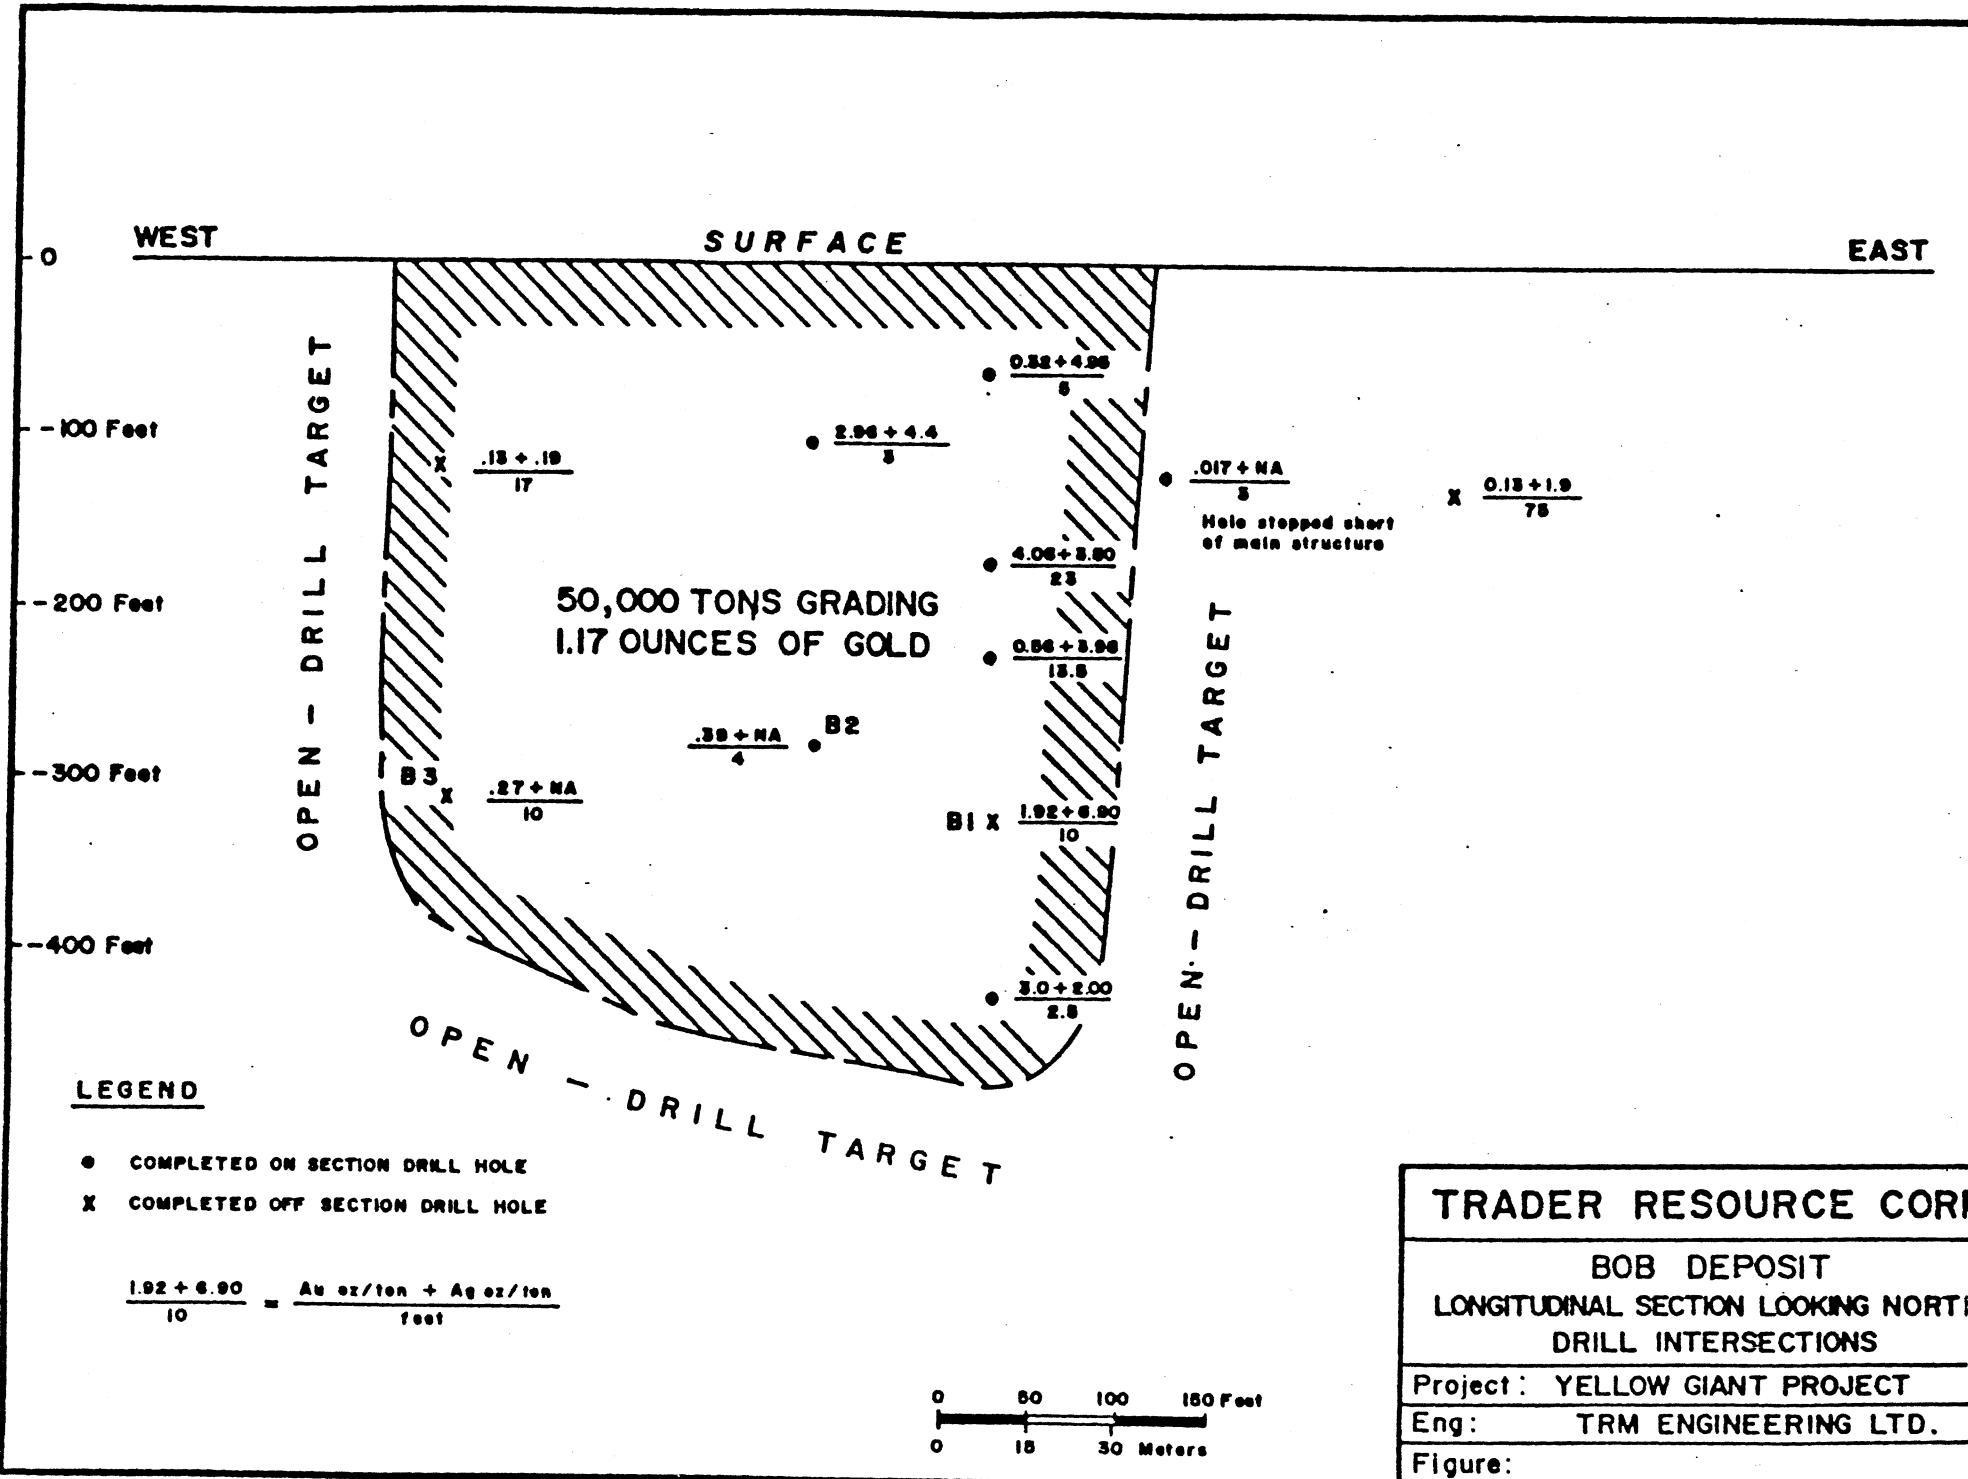 WEST
SURFACE
EAST
0
-100 Feet
-200 Feet
-300 Feet
-400 Feet
OPEN - DRILL TARGET
0.32 + 4.95
5
2.96 + 4.4
3
.13 + .19
17
.017 + NA
3
Hole stopped short
of main structure
0.13 + 1.9
75
4.06 + 3.80
23
50,000 TONS GRADING
1.17 OUNCES OF GOLD
0.56 + 3.96
13.5
B2
.39 + NA
4
B3
.27 + NA
10
B1
1.92 + 6.90
10
3.0 + 2.00
2.5
OPEN - DRILL TARGET
OPEN - DRILL TARGET
LEGEND
COMPLETED ON SECTION DRILL HOLE
X COMPLETED OFF SECTION DRILL HOLE
1.92 + 6.90 = Au oz/ton + Ag oz/ton
10 feet
0 50 100 150 Feet
0 15 30 Meters
TRADER RESOURCE COR
BOB DEPOSIT
LONGITUDINAL SECTION LOOKING NORT
DRILL INTERSECTIONS
Project: YELLOW GIANT PROJECT
Eng: TRM ENGINEERING LTD.
Figure: